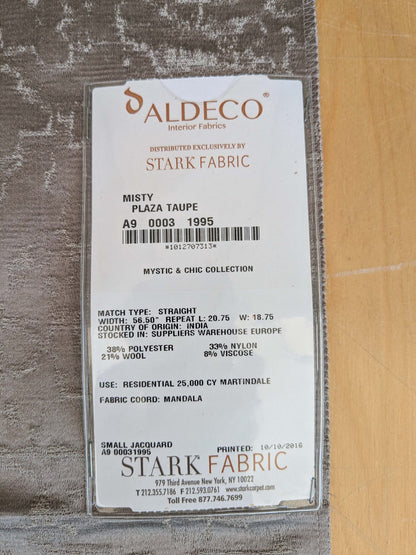 ALDECO®
Interior Fabrics
DISTRIBUTED EXCLUSIVELY BY
STARK FABRIC
MISTY
PLAZA TAUPE
A9 0003 1995
*1012707313*
MYSTIC & CHIC COLLECTION
MATCH TYPE: STRAIGHT
WIDTH: 56.50" REPEAT L: 20.75 W: 18.75
COUNTRY OF ORIGIN: INDIA
STOCKED IN: SUPPLIERS WAREHOUSE EUROPE
38% POLYESTER 33% NYLON
21% WOOL 8% VISCOSE
USE: RESIDENTIAL 25,000 CY MARTINDALE
FABRIC COORD: MANDALA
SMALL JACQUARD
A9 00031995 PRINTED: 10/10/2016
STARK FABRIC
979 Third Avenue New York, NY 10022
T 212.355.7186 F 212.593.0761 www.starkcarpet.com
Toll Free 877.746.7699